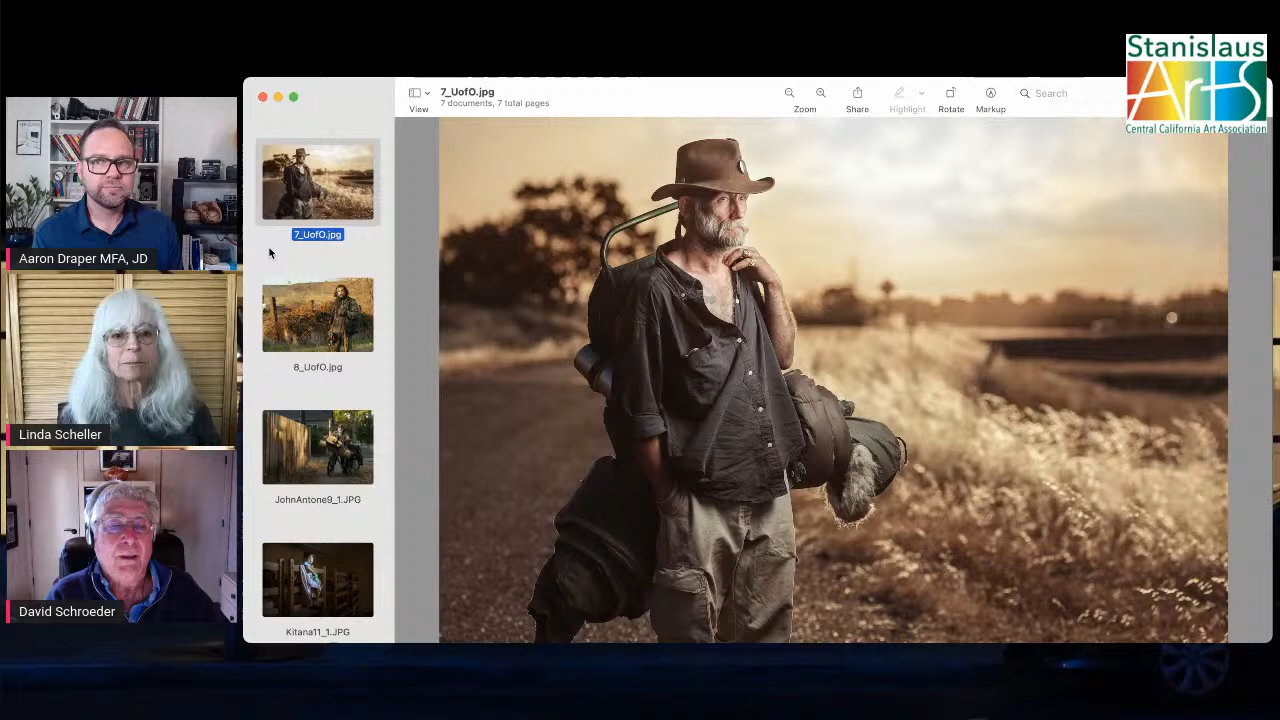 Stanislaus
ArtS
Central California Art Association
Aaron Draper MFA, JD
Linda Scheller
David Schroeder
7_UofO.jpg
7 documents, 7 total pages
View
Zoom
Share
Highlight
Rotate
Markup
Search
7_UofO.jpg
8_UofO.jpg
JohnAntone9_1.JPG
Kitana11_1.JPG